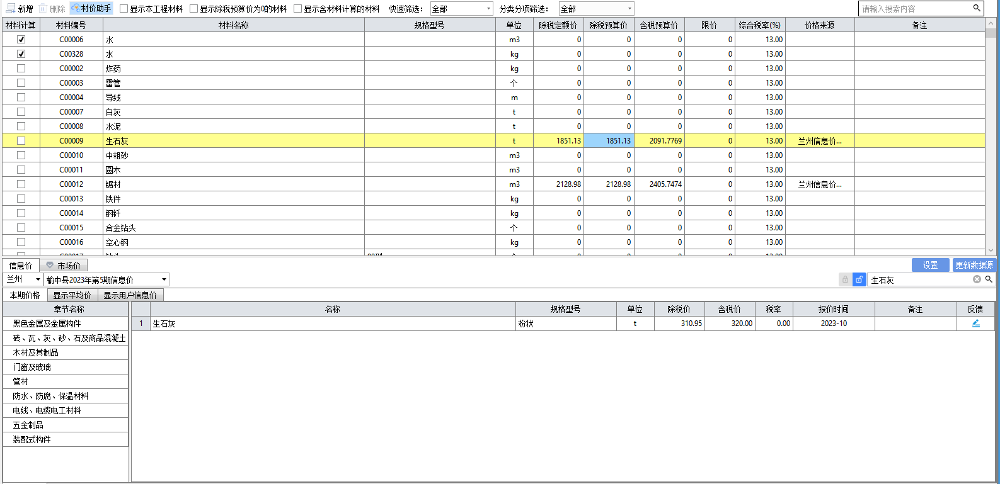 新增 删除 材价助手 显示本工程材料 显示除税预算价为0的材料 显示含材料计算的材料 快速筛选： 全部 分类分项筛选： 全部 请输入搜索内容
材料计算 材料编号 材料名称 规格型号 单位 除税定额价 除税预算价 含税预算价 限价 综合税率(%) 价格来源 备注
C00006 水 m3 0 0 0 0 13.00
C00328 水 kg 0 0 0 0 13.00
C00002 炸药 kg 0 0 0 0 13.00
C00003 雷管 个 0 0 0 0 13.00
C00004 导线 m 0 0 0 0 13.00
C00007 白灰 t 0 0 0 0 13.00
C00008 水泥 t 0 0 0 0 13.00
C00009 生石灰 t 1851.13 1851.13 2091.7769 0 13.00 兰州信息价...
C00010 中粗砂 m3 0 0 0 0 13.00
C00011 圆木 m3 0 0 0 0 13.00
C00012 锯材 m3 2128.98 2128.98 2405.7474 0 13.00 兰州信息价...
C00013 铁件 kg 0 0 0 0 13.00
C00014 钢钎 kg 0 0 0 0 13.00
C00015 合金钻头 个 0 0 0 0 13.00
C00016 空心钢 kg 0 0 0 0 13.00
信息价 市场价 设置 更新数据源
兰州 榆中县2023年第5期信息价 生石灰
本期价格 显示平均价 显示用户信息价
章节名称 名称 规格型号 单位 除税价 含税价 税率 报价时间 备注 反馈
黑色金属及金属构件 1 生石灰 粉状 t 310.95 320.00 0.00 2023-10
砖、瓦、灰、砂、石及商品混凝土
木材及其制品
门窗及玻璃
管材
防水、防腐、保温材料
电线、电缆电工材料
五金制品
装配式构件